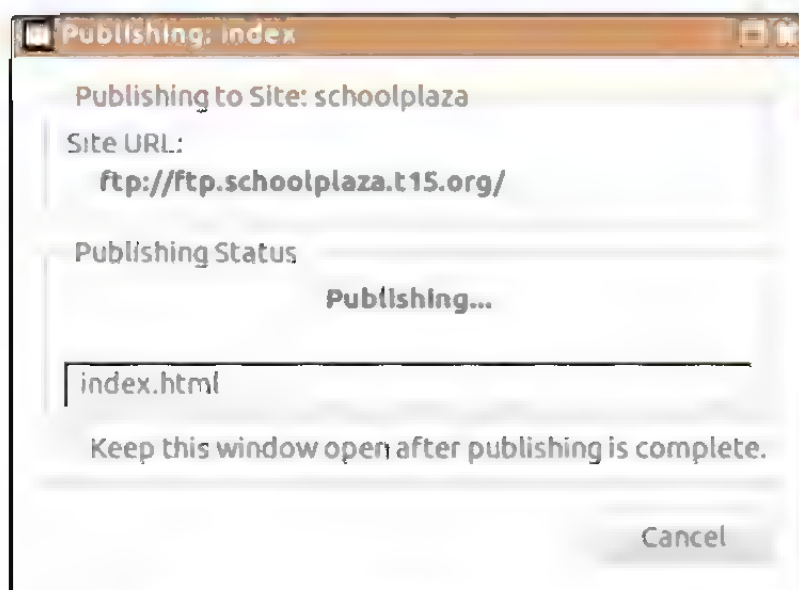 Publishing: index
Publishing to Site: schoolplaza
Site URL:
ftp://ftp.schoolplaza.t15.org/
Publishing Status
Publishing...
index.html
Keep this window open after publishing is complete.
Cancel